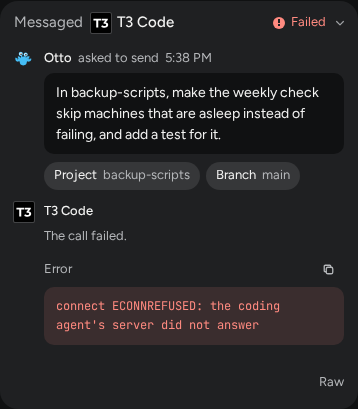 Messaged T3 T3 Code Failed
Otto asked to send 5:38 PM
In backup-scripts, make the weekly check
skip machines that are asleep instead of
failing, and add a test for it.
Project backup-scripts Branch main
T3 T3 Code
The call failed.
Error
connect ECONNREFUSED: the coding
agent's server did not answer
Raw